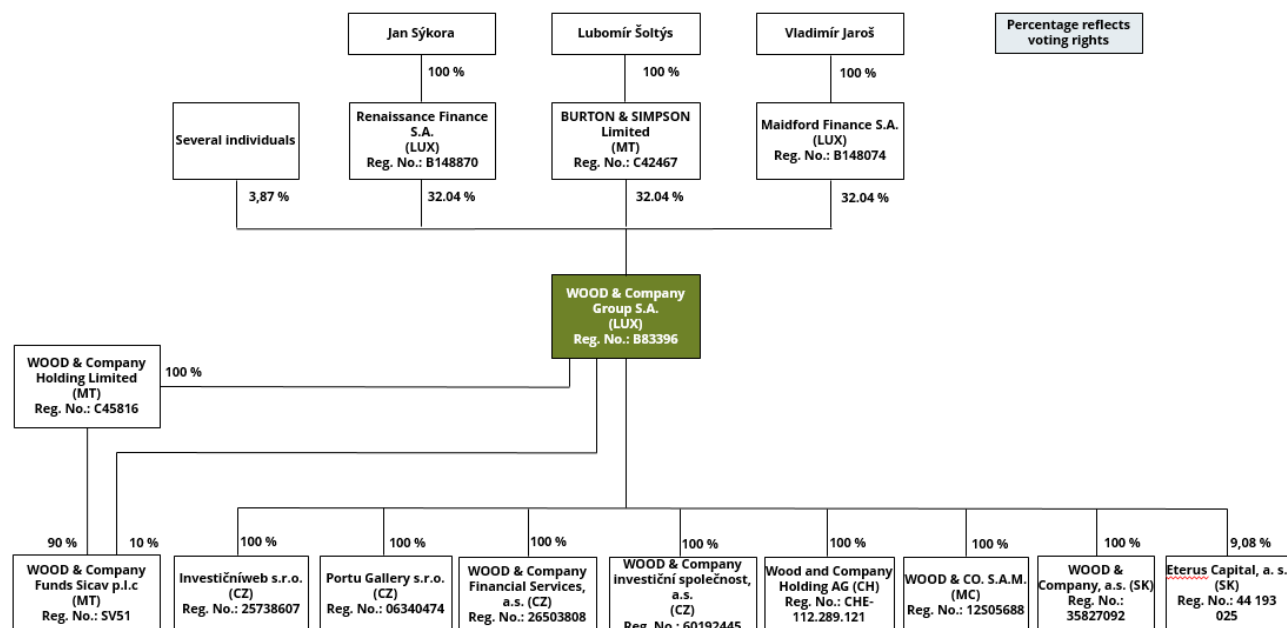 Jan Sýkora
Lubomír Šoltýs
Vladimír Jaroš
Percentage reflects
voting rights
100 %
100 %
100 %
Several individuals
Renaissance Finance
S.A.
(LUX)
Reg. No.: B148870
BURTON & SIMPSON
Limited
(MT)
Reg. No.: C42467
Maidford Finance S.A.
(LUX)
Reg. No.: B148074
3,87 %
32.04 %
32.04 %
32.04 %
WOOD & Company
Group S.A.
(LUX)
Reg. No.: B83396
WOOD & Company
Holding Limited
(MT)
Reg. No.: C45816
100 %
90 %
10 %
100 %
100 %
100 %
100 %
100 %
100 %
100 %
9,08 %
WOOD & Company
Funds Sicav p.l.c
(MT)
Reg. No.: SV51
Investičníweb s.r.o.
(CZ)
Reg. No.: 25738607
Portu Gallery s.r.o.
(CZ)
Reg. No.: 06340474
WOOD & Company
Financial Services,
a.s. (CZ)
Reg. No.: 26503808
WOOD & Company
investiční společnost,
a.s.
(CZ)
Reg. No.: 60192445
Wood and Company
Holding AG (CH)
Reg. No.: CHE-
112.289.121
WOOD & CO. S.A.M.
(MC)
Reg. No.: 12S05688
WOOD &
Company, a.s. (SK)
Reg. No.:
35827092
Eterus Capital, a. s.
(SK)
Reg. No.: 44 193
025